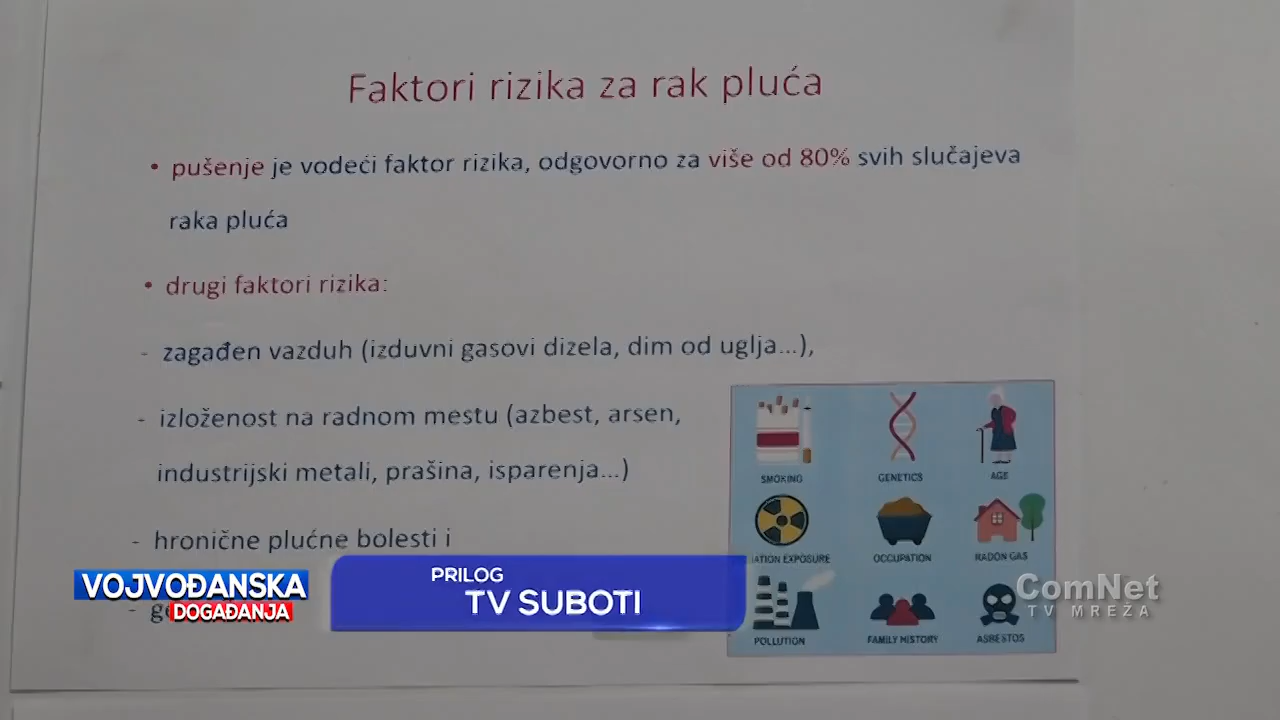 Faktori rizika za rak pluća
• pušenje je vodeći faktor rizika, odgovorno za više od 80% svih slučajeva
raka pluća
• drugi faktori rizika:
- zagađen vazduh (izduvni gasovi dizela, dim od uglja...),
- izloženost na radnom mestu (azbest, arsen,
industrijski metali, prašina, isparenja...)
- hronične plućne bolesti i
-
SMOKING GENETICS AGE
EXPOSURE OCCUPATION RADON GAS
POLLUTION FAMILY HISTORY ASBESTOS
VOJVOĐANSKA
DOGAĐANJA
PRILOG
TV SUBOTI
ComNet
TV MREŽA